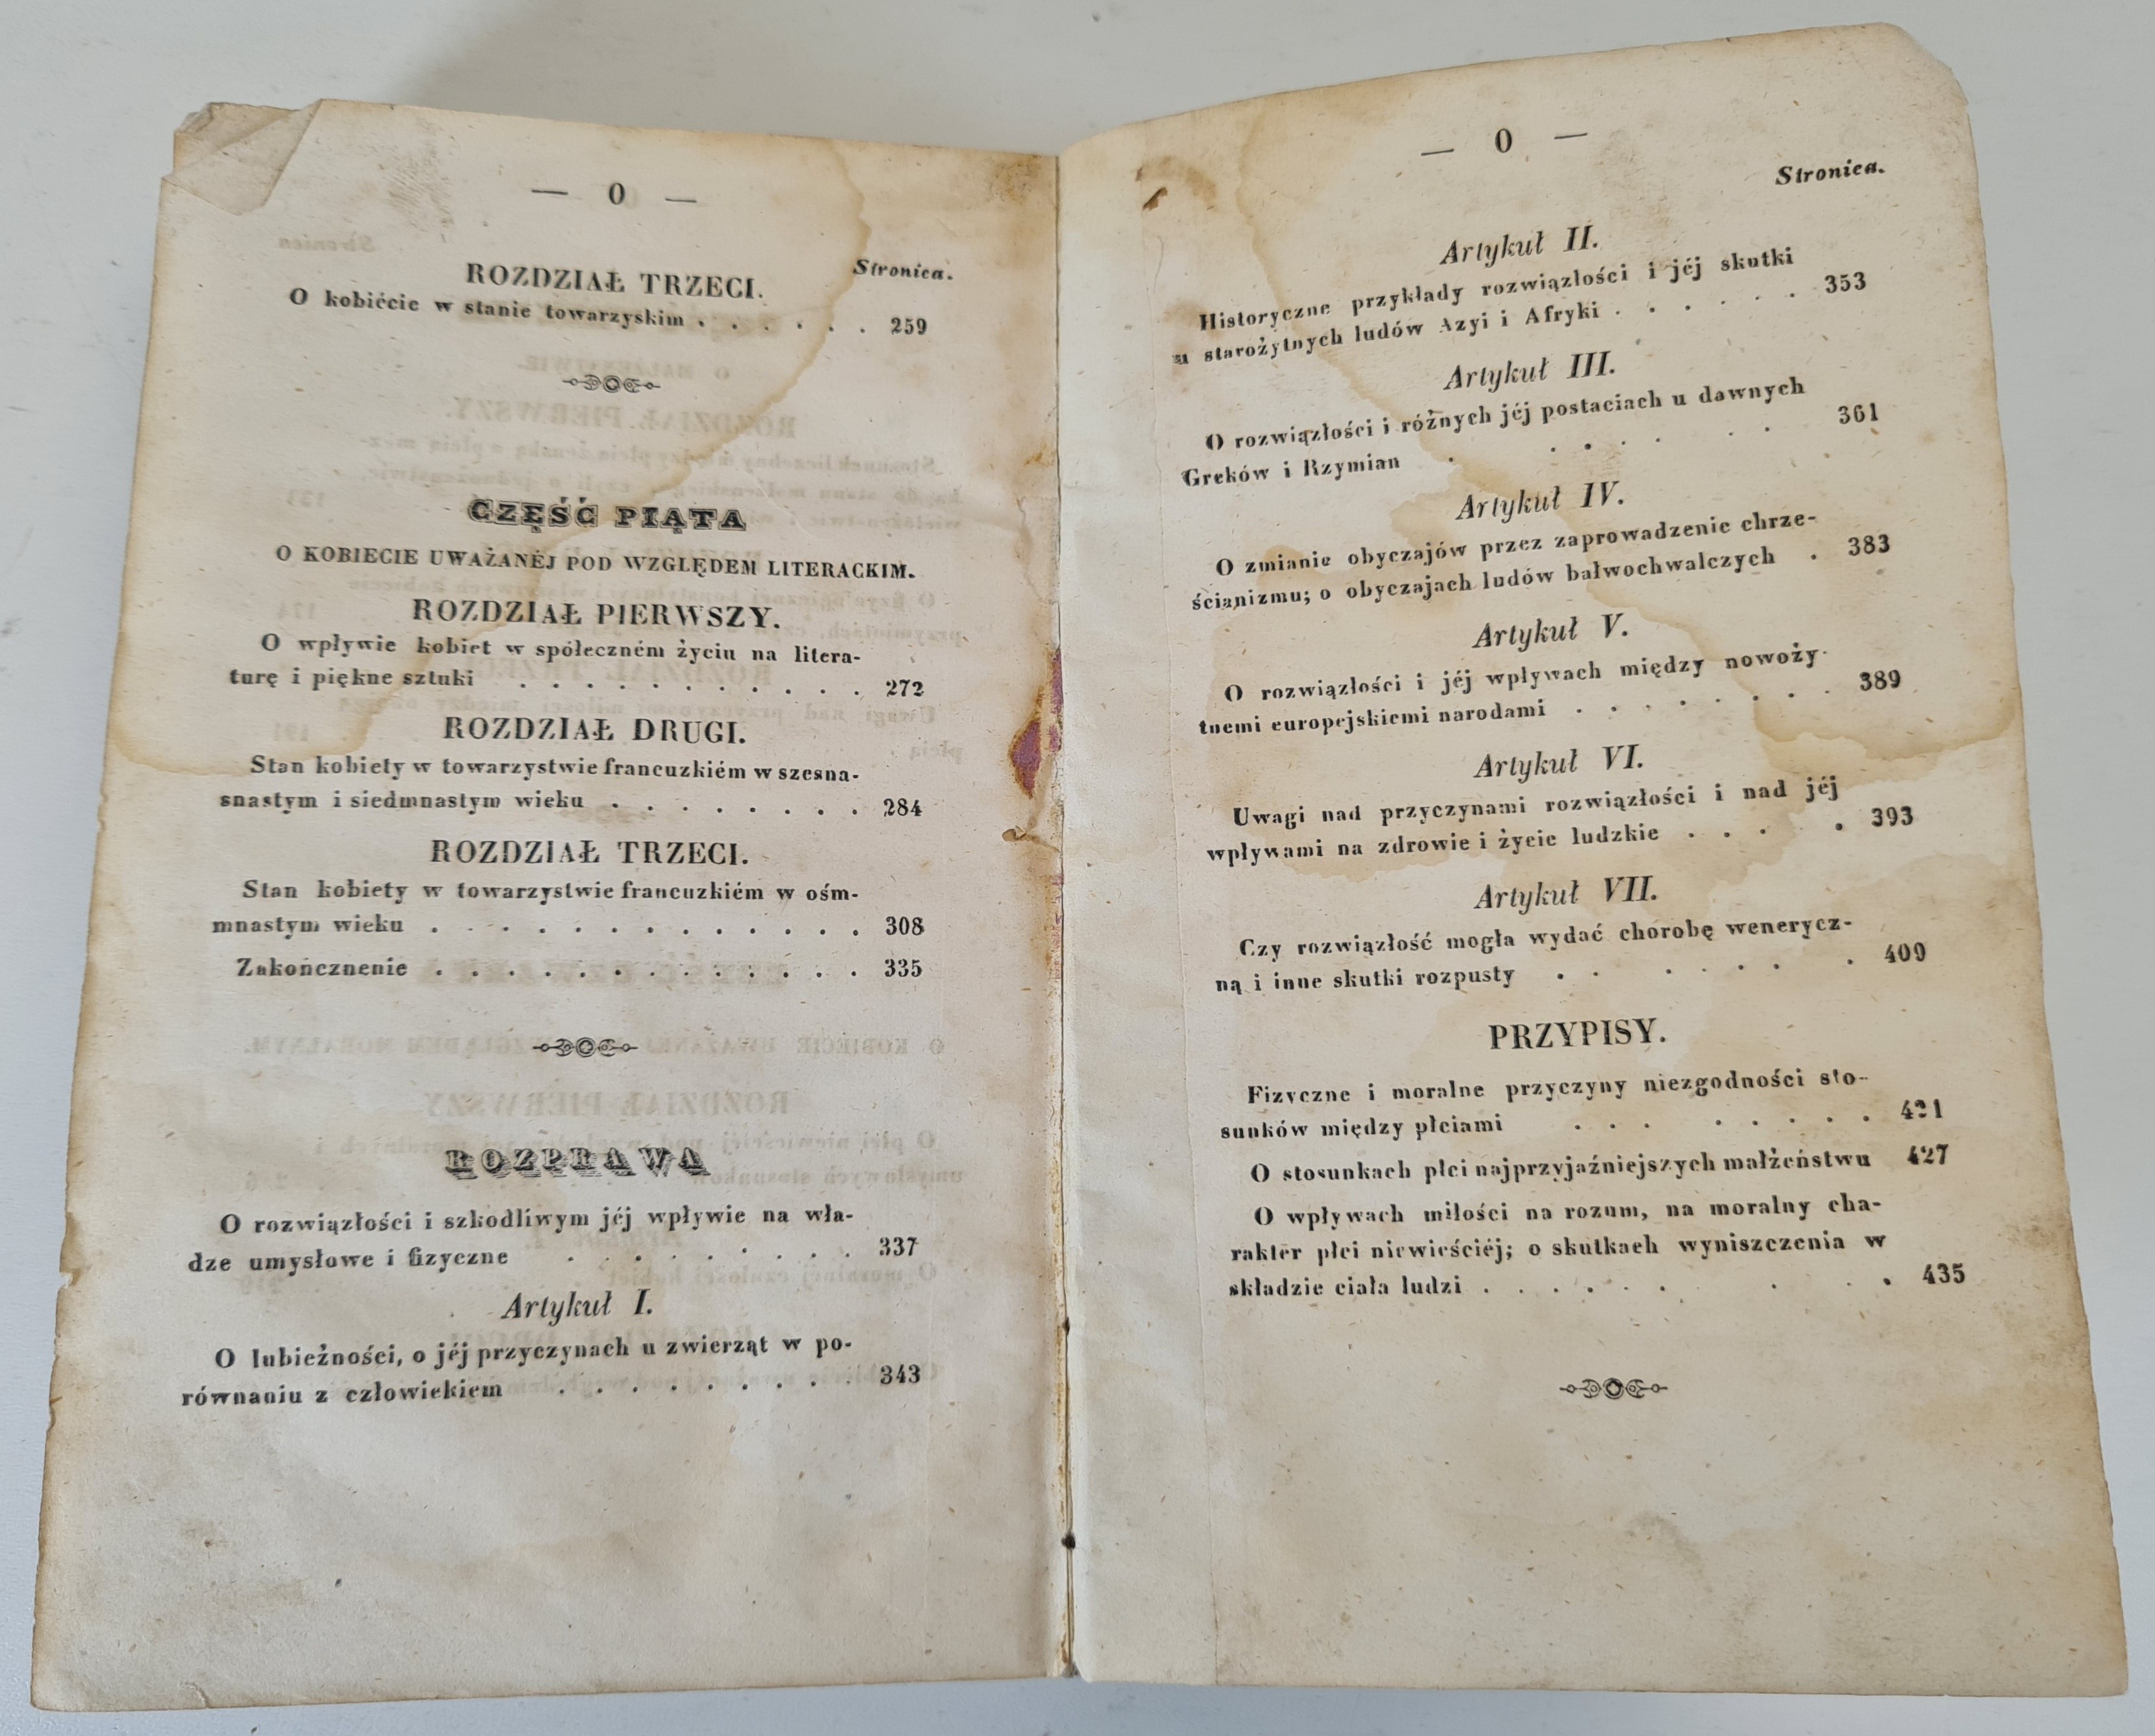 — 0 —
Stronica.
ROZDZIAŁ TRZECI.
O kobiécie w stanie towarzyskim . . . . . . 259
CZĘŚĆ PIĄTA
O KOBIECIE UWAŻANÉJ POD WZGLĘDEM LITERACKIM.
ROZDZIAŁ PIERWSZY.
O wpływie kobiet w spółeczném życiu na litera-
turę i piękne sztuki . . . . . . . . . . . 272
ROZDZIAŁ DRUGI.
Stan kobiety w towarzystwie francuzkiém w szesna-
snastym i siedmnastym wieku . . . . . . . . 284
ROZDZIAŁ TRZECI.
Stan kobiety w towarzystwie francuzkiém w ośm-
mnastym wieku . . . . . . . . . . . . . 308
Zakończnenie . . . . . . . . . . . . . 335
ROZPRAWA
O rozwiązłości i szkodliwym jéj wpływie na wła-
dze umysłowe i fizyczne . . . . . . . . . 337
Artykuł I.
O lubieżności, o jéj przyczynach u zwierząt w po-
równaniu z człowiekiem . . . . . . . . . 343
— 0 —
Stronica.
Artykuł II.
Historyczne przykłady rozwiązłości i jéj skutki
u starożytnych ludów Azyi i Afryki . . . . . . 353
Artykuł III.
O rozwiązłości i różnych jéj postaciach u dawnych
Greków i Rzymian . . . . . . . 361
Artykuł IV.
O zmianie obyczajów przez zaprowadzenie chrze-
ścianizmu; o obyczajach ludów bałwochwalczych . 383
Artykuł V.
O rozwiązłości i jéj wpływach między nowoży-
tnemi europejskiemi narodami . . . . . . . . 389
Artykuł VI.
Uwagi nad przyczynami rozwiązłości i nad jéj
wpływami na zdrowie i życie ludzkie . . . . . 393
Artykuł VII.
Czy rozwiązłość mogła wydać chorobę wenerycz-
ną i inne skutki rozpusty . . . . . . . 409
PRZYPISY.
Fizyczne i moralne przyczyny niezgodności sto-
sunków między płciami . . . . . . . . 421
O stosunkach płci najprzyjaźniejszych małżeństwu 427
O wpływach miłości na rozum, na moralny cha-
rakter płci niewieściéj; o skutkach wyniszczenia w
składzie ciała ludzi . . . . . . . . . 435